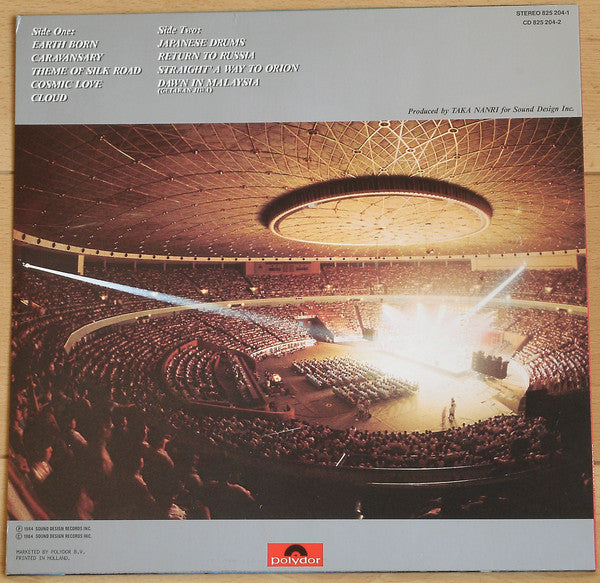 STEREO 825 204-1
CD 825 204-2
Side One:
EARTH BORN
CARAVANSARY
THEME OF SILK ROAD
COSMIC LOVE
CLOUD
Side Two:
JAPANESE DRUMS
RETURN TO RUSSIA
STRAIGHT A WAY TO ORION
DAWN IN MALAYSIA
(GETARAN JIWA)
Produced by TAKA NANRI for Sound Design Inc.
℗ 1984 SOUND DESIGN RECORDS INC.
© 1984 SOUND DESIGN RECORDS INC.
MARKETED BY POLYDOR B.V.
PRINTED IN HOLLAND.
polydor